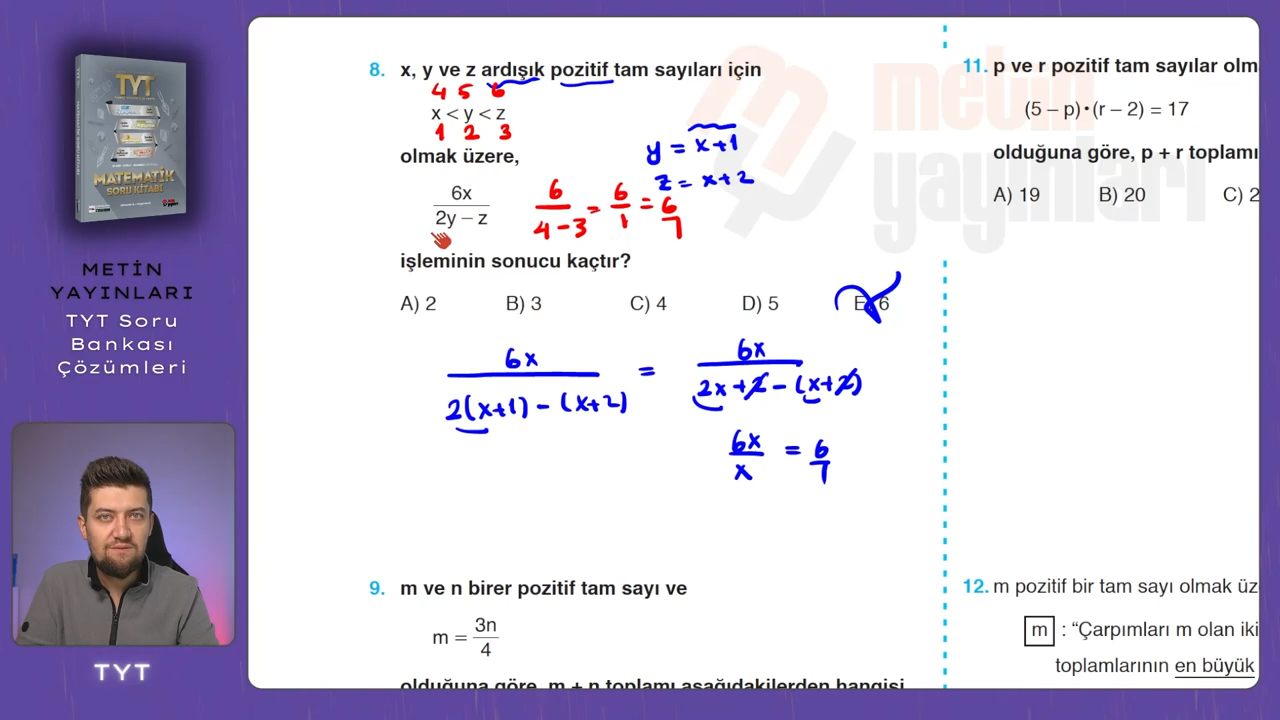 TYT
MATEMATİK
SORU KİTABI
METİN
YAYINLARI
TYT Soru
Bankası
Çözümleri
TYT
metin
yayınları
8. x, y ve z ardışık pozitif tam sayıları için
4 5 6
x < y < z
1 2 3
olmak üzere,
6x
2y – z
6
4-3
=
6
1
=
6
7
y = x+1
z = x+2
işleminin sonucu kaçtır?
A) 2 B) 3 C) 4 D) 5 E) 6
6x
2(x+1) - (x+2)
=
6x
2x+2 - (x+2)
6x
x
=
6
7
9. m ve n birer pozitif tam sayı ve
m = 3n
4
olduğuna göre, m + n toplamı aşağıdakilerden hangisi
11. p ve r pozitif tam sayılar olm
(5 – p)·(r – 2) = 17
olduğuna göre, p + r toplamı
A) 19 B) 20 C) 2
12. m pozitif bir tam sayı olmak üz
m : “Çarpımları m olan iki
toplamlarının en büyük